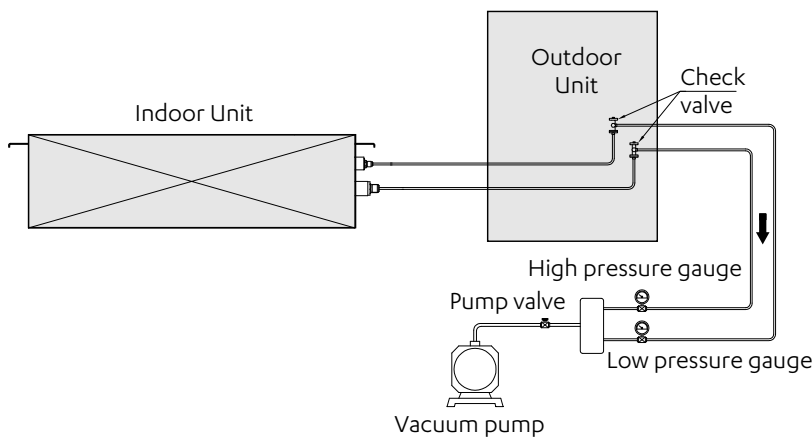 Outdoor
Unit
Check
valve
Indoor Unit
High pressure gauge
Pump valve
Low pressure gauge
Vacuum pump